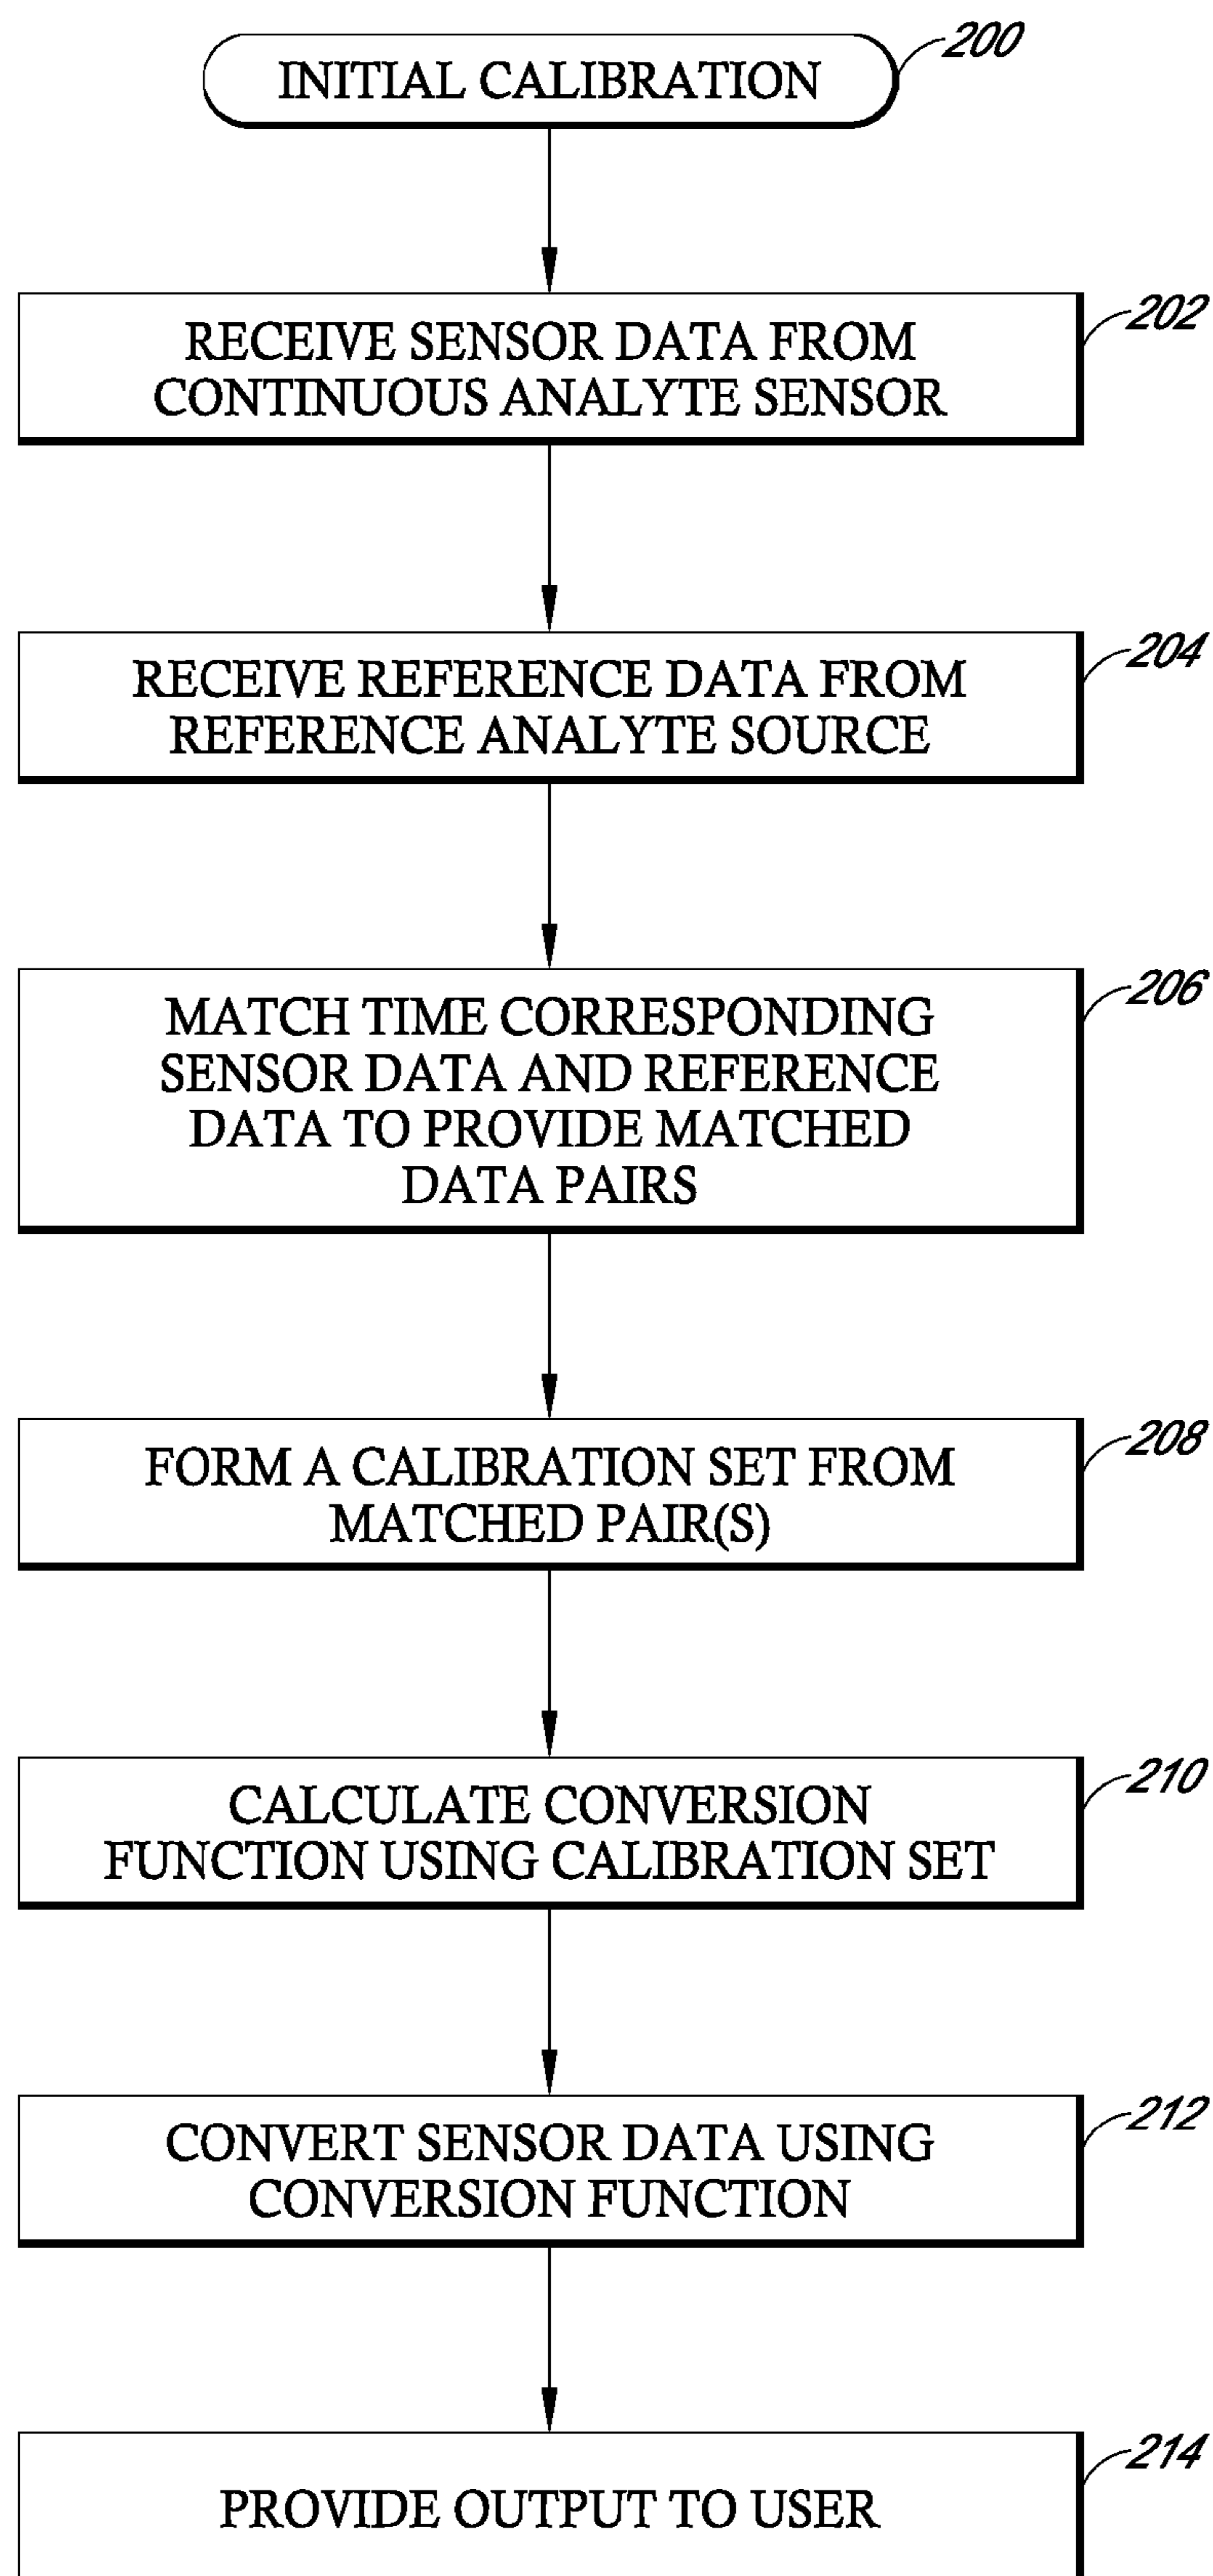 INITIAL CALIBRATION
200
RECEIVE SENSOR DATA FROM
CONTINUOUS ANALYTE SENSOR
202
RECEIVE REFERENCE DATA FROM
REFERENCE ANALYTE SOURCE
204
MATCH TIME CORRESPONDING
SENSOR DATA AND REFERENCE
DATA TO PROVIDE MATCHED
DATA PAIRS
206
FORM A CALIBRATION SET FROM
MATCHED PAIR(S)
208
CALCULATE CONVERSION
FUNCTION USING CALIBRATION SET
210
CONVERT SENSOR DATA USING
CONVERSION FUNCTION
212
PROVIDE OUTPUT TO USER
214